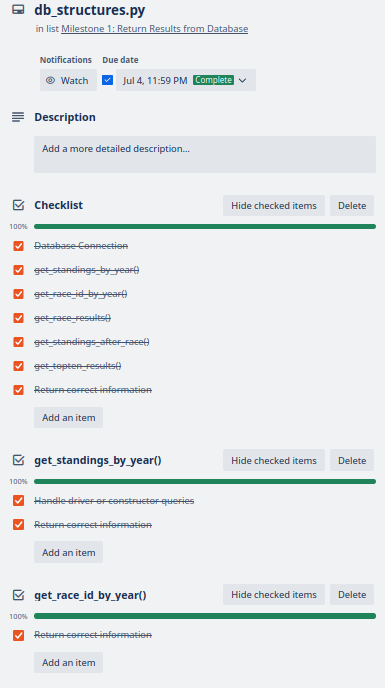 db_structures.py
in list Milestone 1: Return Results from Database
Notifications Due date
Watch Jul 4, 11:59 PM Complete
Description
Add a more detailed description...
Checklist Hide checked items Delete
100%
Database Connection
get_standings_by_year()
get_race_id_by_year()
get_race_results()
get_standings_after_race()
get_topten_results()
Return correct information
Add an item
get_standings_by_year() Hide checked items Delete
100%
Handle driver or constructor queries
Return correct information
Add an item
get_race_id_by_year() Hide checked items Delete
100%
Return correct information
Add an item